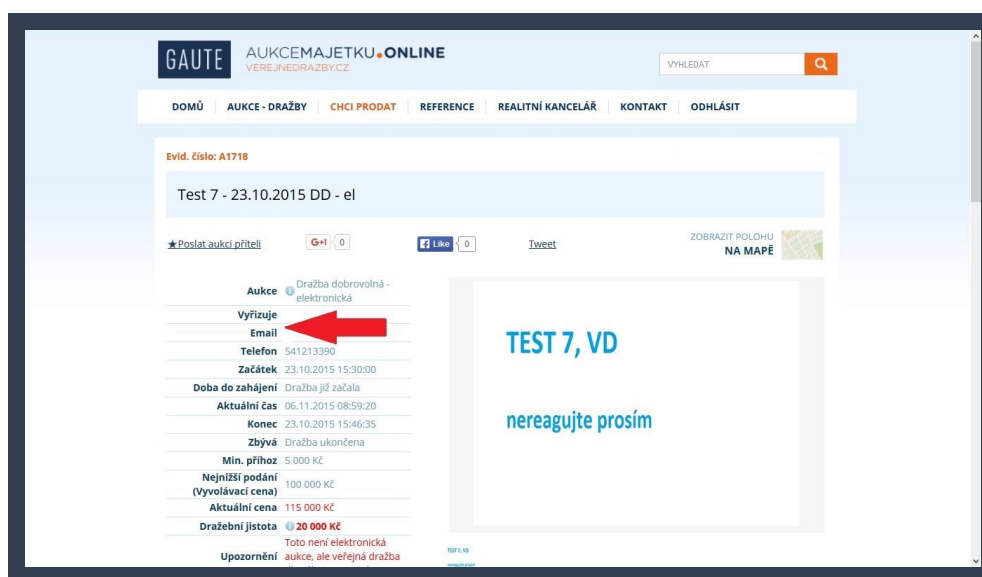 GAUTE
AUKCEMAJETKU●ONLINE
VEREJNEDRAZBY.CZ
VYHLEDAT
DOMŮ
AUKCE - DRAŽBY
CHCI PRODAT
REFERENCE
REALITNÍ KANCELÁŘ
KONTAKT
ODHLÁSIT
Evid. číslo: A1718
Test 7 - 23.10.2015 DD - el
★Poslat aukci příteli
G+1 0
Like 0
Tweet
ZOBRAZIT POLOHU
NA MAPĚ
Aukce Dražba dobrovolná -
elektronická
Vyřizuje
Email
Telefon 541213390
Začátek 23.10.2015 15:30:00
Doba do zahájení Dražba již začala
Aktuální čas 06.11.2015 08:59:20
Konec 23.10.2015 15:46:35
Zbývá Dražba ukončena
Min. příhoz 5 000 Kč
Nejnižší podání
(Vyvolávací cena) 100 000 Kč
Aktuální cena 115 000 Kč
Dražební jistota 20 000 Kč
Upozornění Toto není elektronická
aukce, ale veřejná dražba
TEST 7, VD
nereagujte prosím
TEST 7, VD
nereagujte prosím